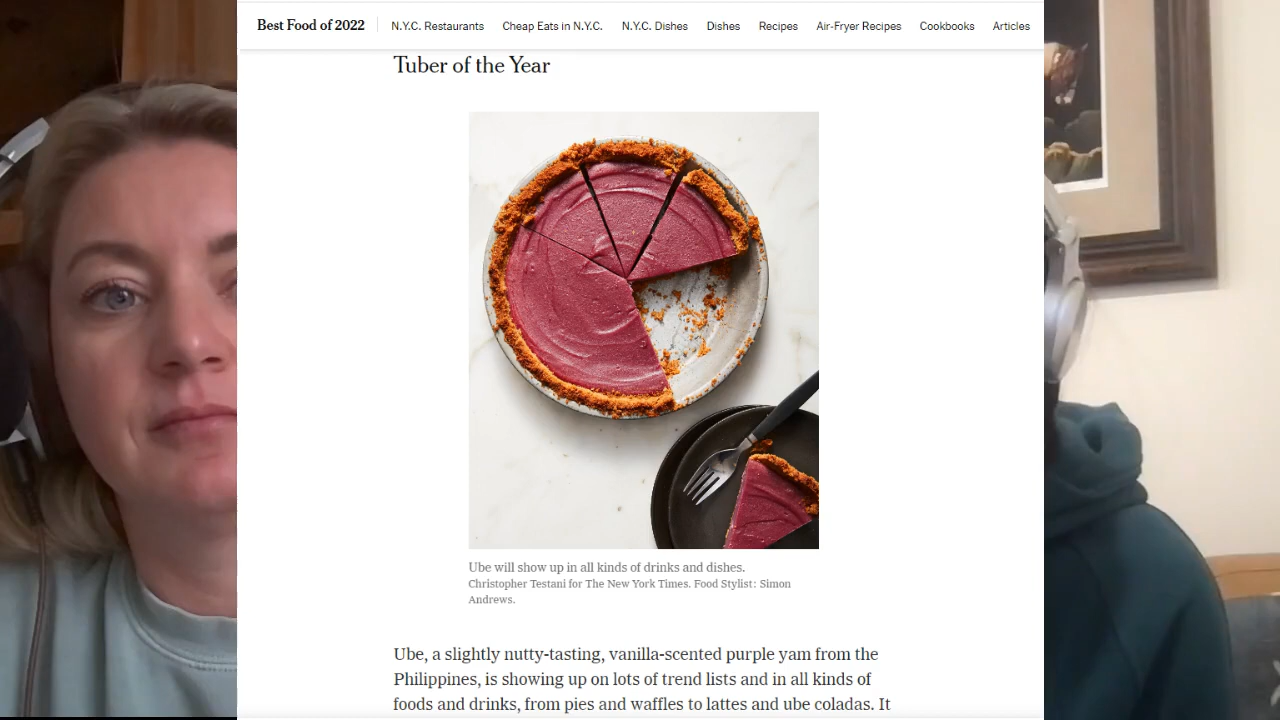 Best Food of 2022 N.Y.C. Restaurants Cheap Eats in N.Y.C. N.Y.C. Dishes Dishes Recipes Air-Fryer Recipes Cookbooks Articles
Tuber of the Year
Ube will show up in all kinds of drinks and dishes.
Christopher Testani for The New York Times. Food Stylist: Simon
Andrews.
Ube, a slightly nutty-tasting, vanilla-scented purple yam from the
Philippines, is showing up on lots of trend lists and in all kinds of
foods and drinks, from pies and waffles to lattes and ube coladas. It